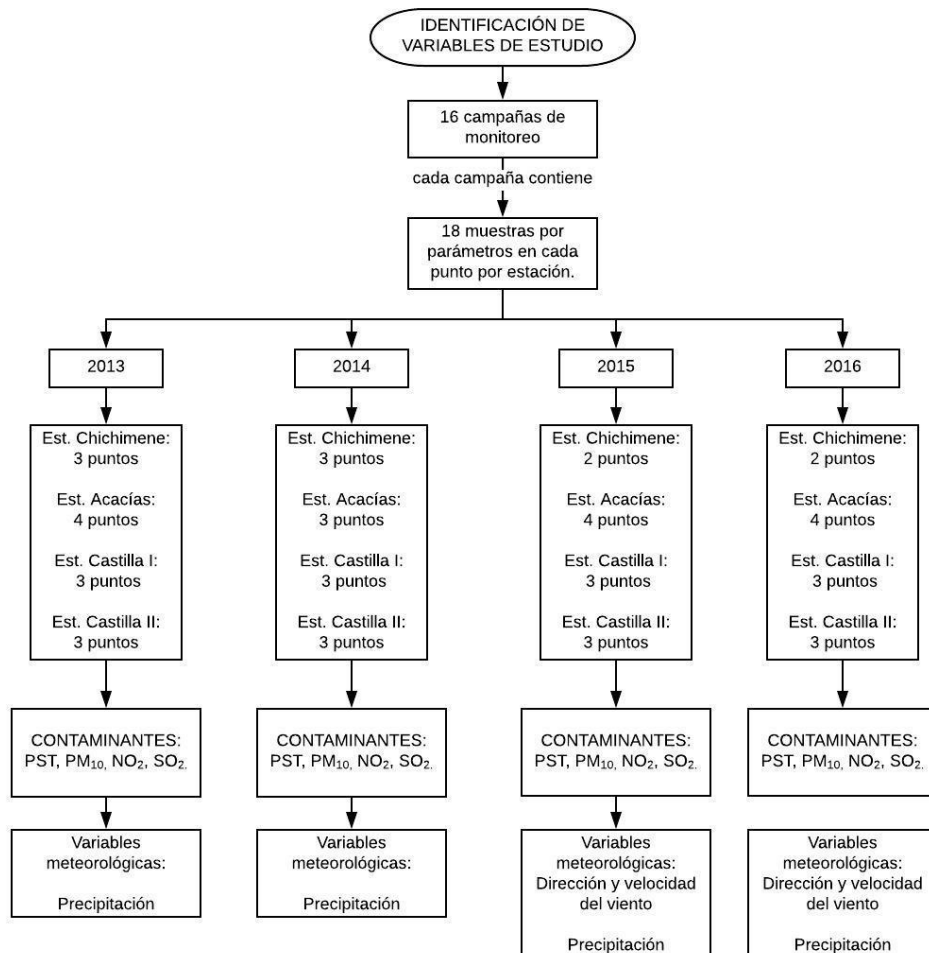 IDENTIFICACIÓN DE
VARIABLES DE ESTUDIO
16 campañas de
monitoreo
cada campaña contiene
18 muestras por
parámetros en cada
punto por estación.
2013
Est. Chichimene:
3 puntos
Est. Acacías:
4 puntos
Est. Castilla I:
3 puntos
Est. Castilla II:
3 puntos
CONTAMINANTES:
PST, PM₁₀, NO₂, SO₂.
Variables
meteorológicas:
Precipitación
2014
Est. Chichimene:
3 puntos
Est. Acacías:
3 puntos
Est. Castilla I:
3 puntos
Est. Castilla II:
3 puntos
CONTAMINANTES:
PST, PM₁₀, NO₂, SO₂.
Variables
meteorológicas:
Precipitación
2015
Est. Chichimene:
2 puntos
Est. Acacías:
4 puntos
Est. Castilla I:
3 puntos
Est. Castilla II:
3 puntos
CONTAMINANTES:
PST, PM₁₀, NO₂, SO₂.
Variables
meteorológicas:
Dirección y velocidad
del viento
Precipitación
2016
Est. Chichimene:
2 puntos
Est. Acacías:
4 puntos
Est. Castilla I:
3 puntos
Est. Castilla II:
3 puntos
CONTAMINANTES:
PST, PM₁₀, NO₂, SO₂.
Variables
meteorológicas:
Dirección y velocidad
del viento
Precipitación